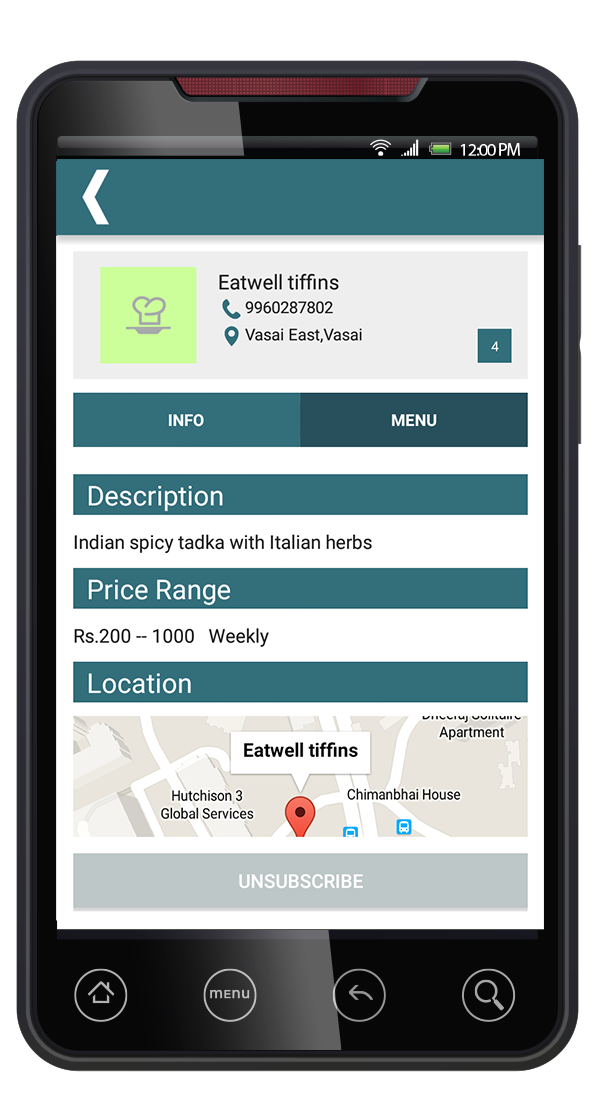 12:00 PM
Eatwell tiffins
9960287802
Vasai East,Vasai
4
INFO
MENU
Description
Indian spicy tadka with Italian herbs
Price Range
Rs.200 -- 1000 Weekly
Location
Dheeraj Solitaire
Apartment
Eatwell tiffins
Hutchison 3
Global Services
Chimanbhai House
UNSUBSCRIBE
MENU